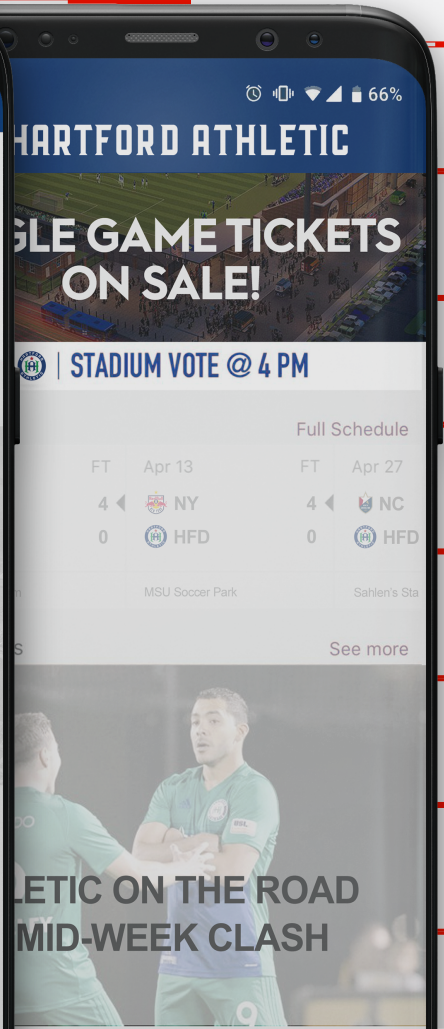 66%
HARTFORD ATHLETIC
GLE GAME TICKETS
ON SALE!
| STADIUM VOTE @ 4 PM
Full Schedule
FT Apr 13 FT Apr 27
4 NY 4 NC
0 HFD 0 HFD
MSU Soccer Park Sahlen's Sta
s See more
LETIC ON THE ROAD
MID-WEEK CLASH
9